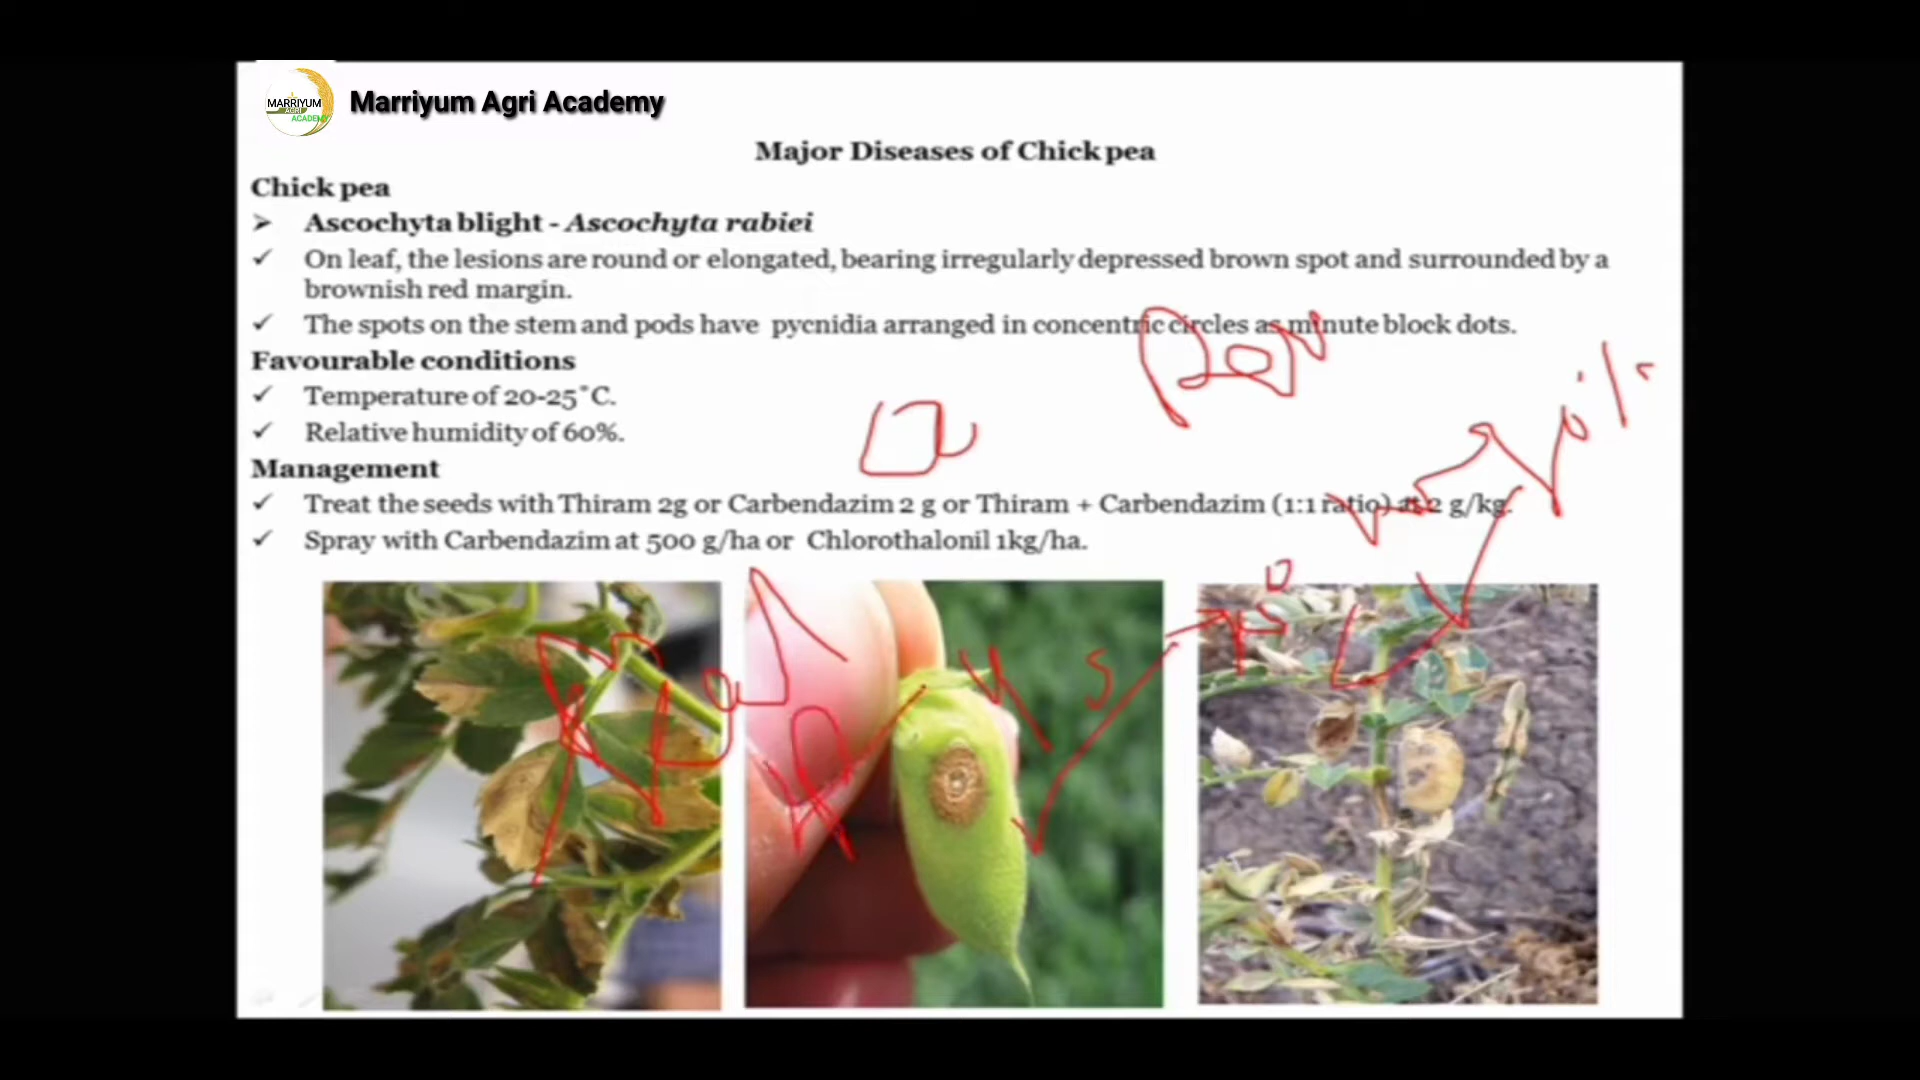 MARRIYUM
AGRI
ACADEMY
Marriyum Agri Academy
Major Diseases of Chick pea
Chick pea
➢ Ascochyta blight - Ascochyta rabiei
✓ On leaf, the lesions are round or elongated, bearing irregularly depressed brown spot and surrounded by a
brownish red margin.
✓ The spots on the stem and pods have pycnidia arranged in concentric circles as minute block dots.
Favourable conditions
✓ Temperature of 20-25°C.
✓ Relative humidity of 60%.
Management
✓ Treat the seeds with Thiram 2g or Carbendazim 2 g or Thiram + Carbendazim (1:1 ratio) at 2 g/kg.
✓ Spray with Carbendazim at 500 g/ha or Chlorothalonil 1kg/ha.